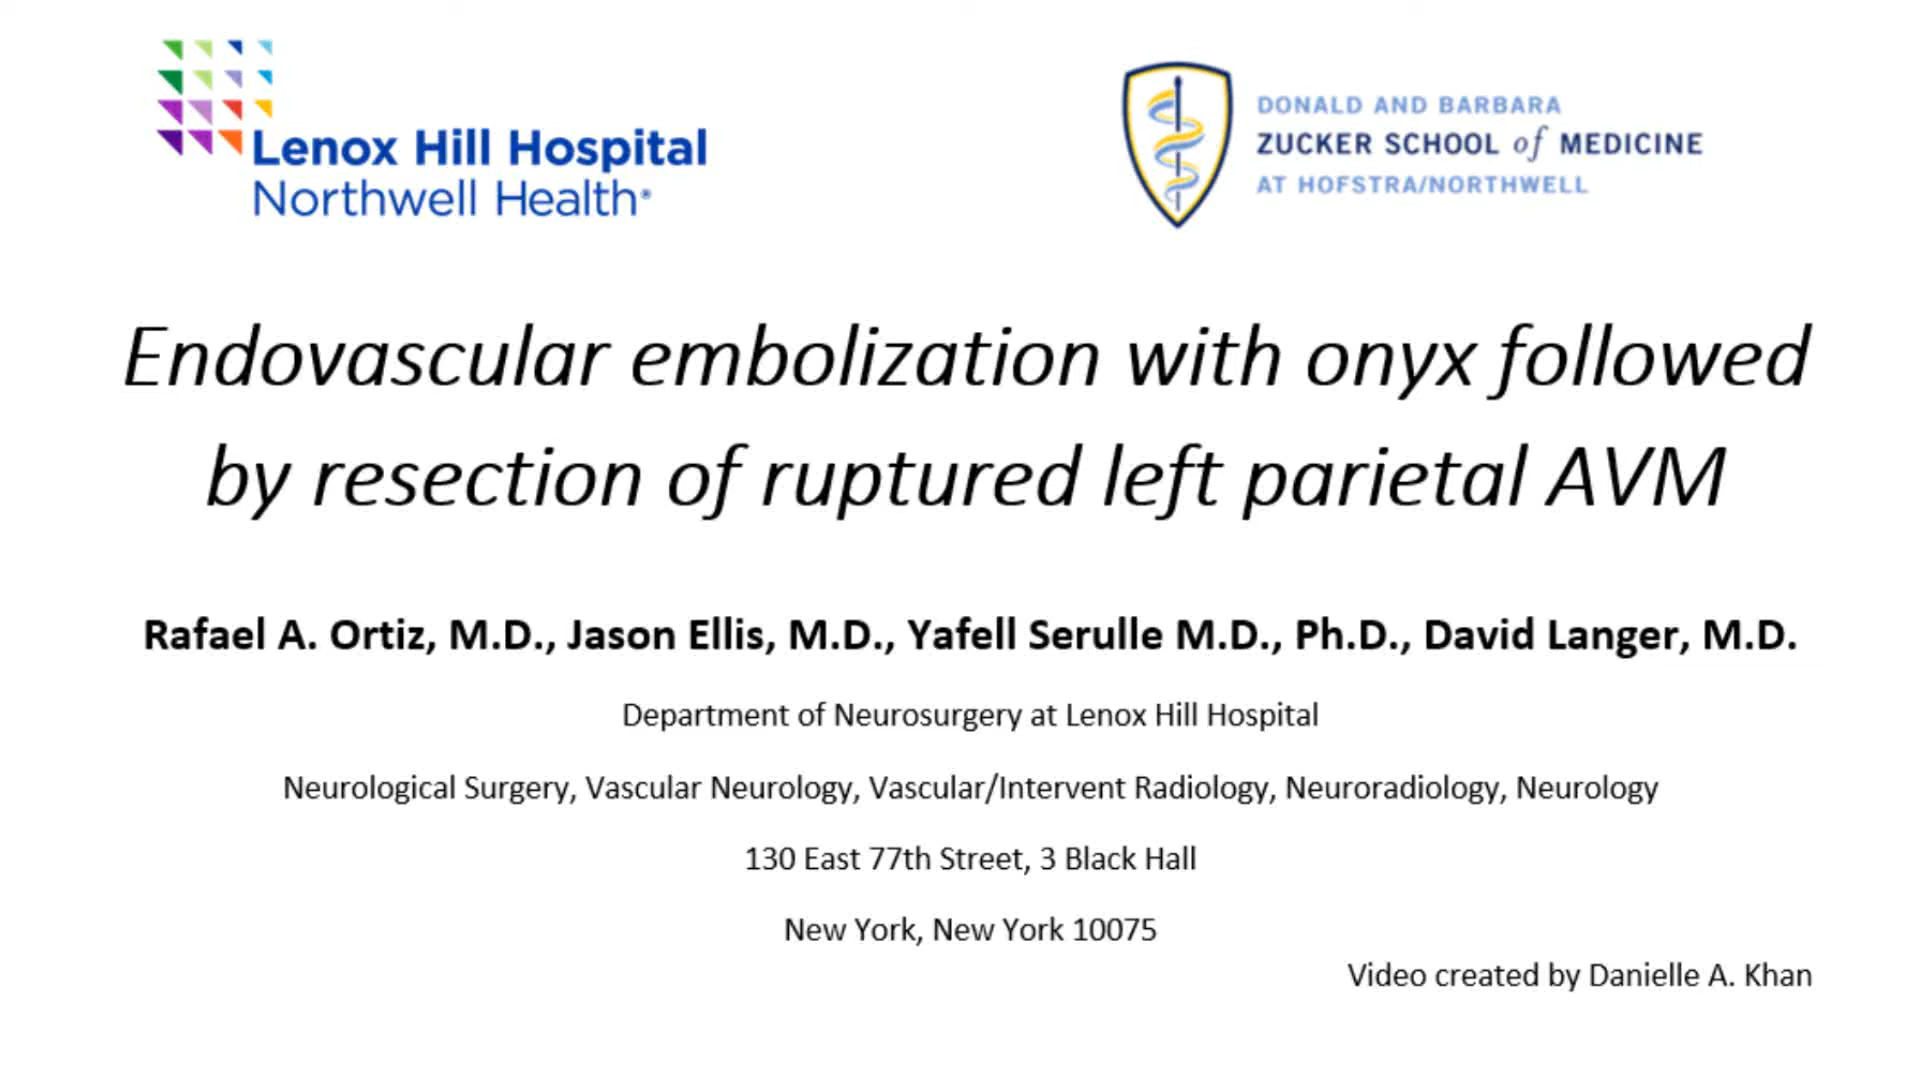 Lenox Hill Hospital
Northwell Health®
DONALD AND BARBARA
ZUCKER SCHOOL of MEDICINE
AT HOFSTRA/NORTHWELL
Endovascular embolization with onyx followed
by resection of ruptured left parietal AVM
Rafael A. Ortiz, M.D., Jason Ellis, M.D., Yafell Serulle M.D., Ph.D., David Langer, M.D.
Department of Neurosurgery at Lenox Hill Hospital
Neurological Surgery, Vascular Neurology, Vascular/Intervent Radiology, Neuroradiology, Neurology
130 East 77th Street, 3 Black Hall
New York, New York 10075
Video created by Danielle A. Khan